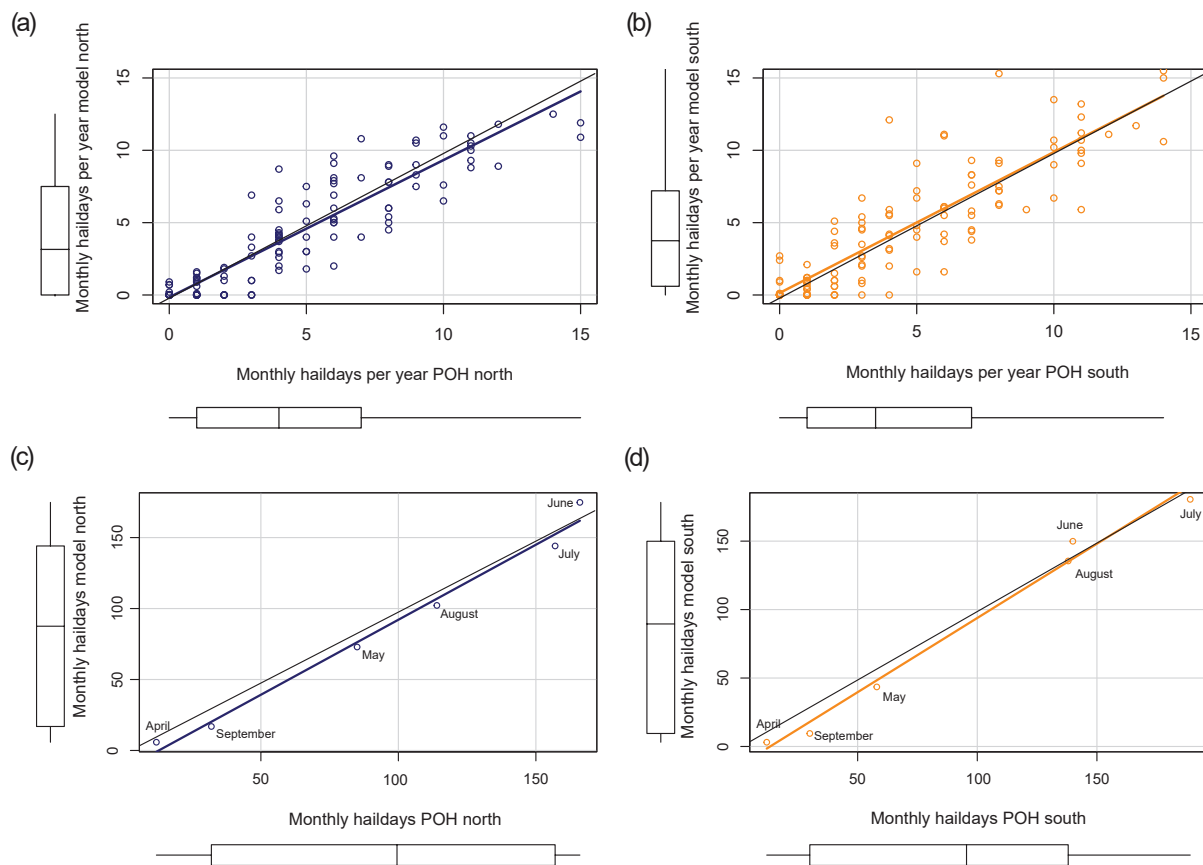 (a)
Monthly haildays per year model north
15
10
5
0
0 5 10 15
Monthly haildays per year POH north
(b)
Monthly haildays per year model south
15
10
5
0
0 5 10 15
Monthly haildays per year POH south
(c)
Monthly haildays model north
150
100
50
0
June
July
August
May
April
September
50 100 150
Monthly haildays POH north
(d)
Monthly haildays model south
150
100
50
0
June
July
August
May
April
September
50 100 150
Monthly haildays POH south